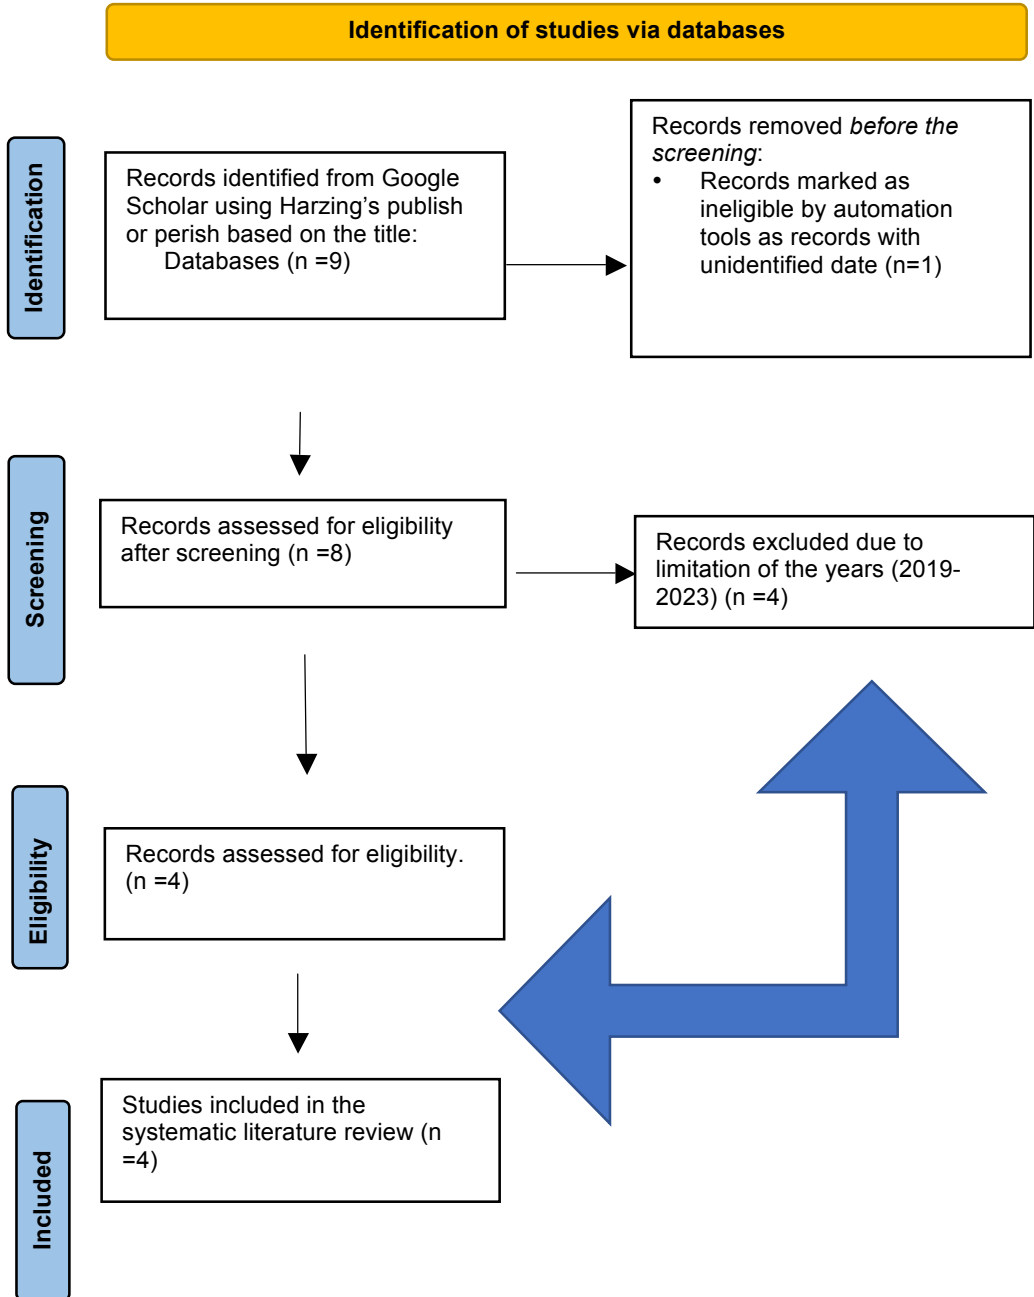 Identification of studies via databases
Identification
Records identified from Google
Scholar using Harzing’s publish
or perish based on the title:
Databases (n =9)
Records removed before the
screening:
• Records marked as
ineligible by automation
tools as records with
unidentified date (n=1)
Screening
Records assessed for eligibility
after screening (n =8)
Records excluded due to
limitation of the years (2019-
2023) (n =4)
Eligibility
Records assessed for eligibility.
(n =4)
Included
Studies included in the
systematic literature review (n
=4)